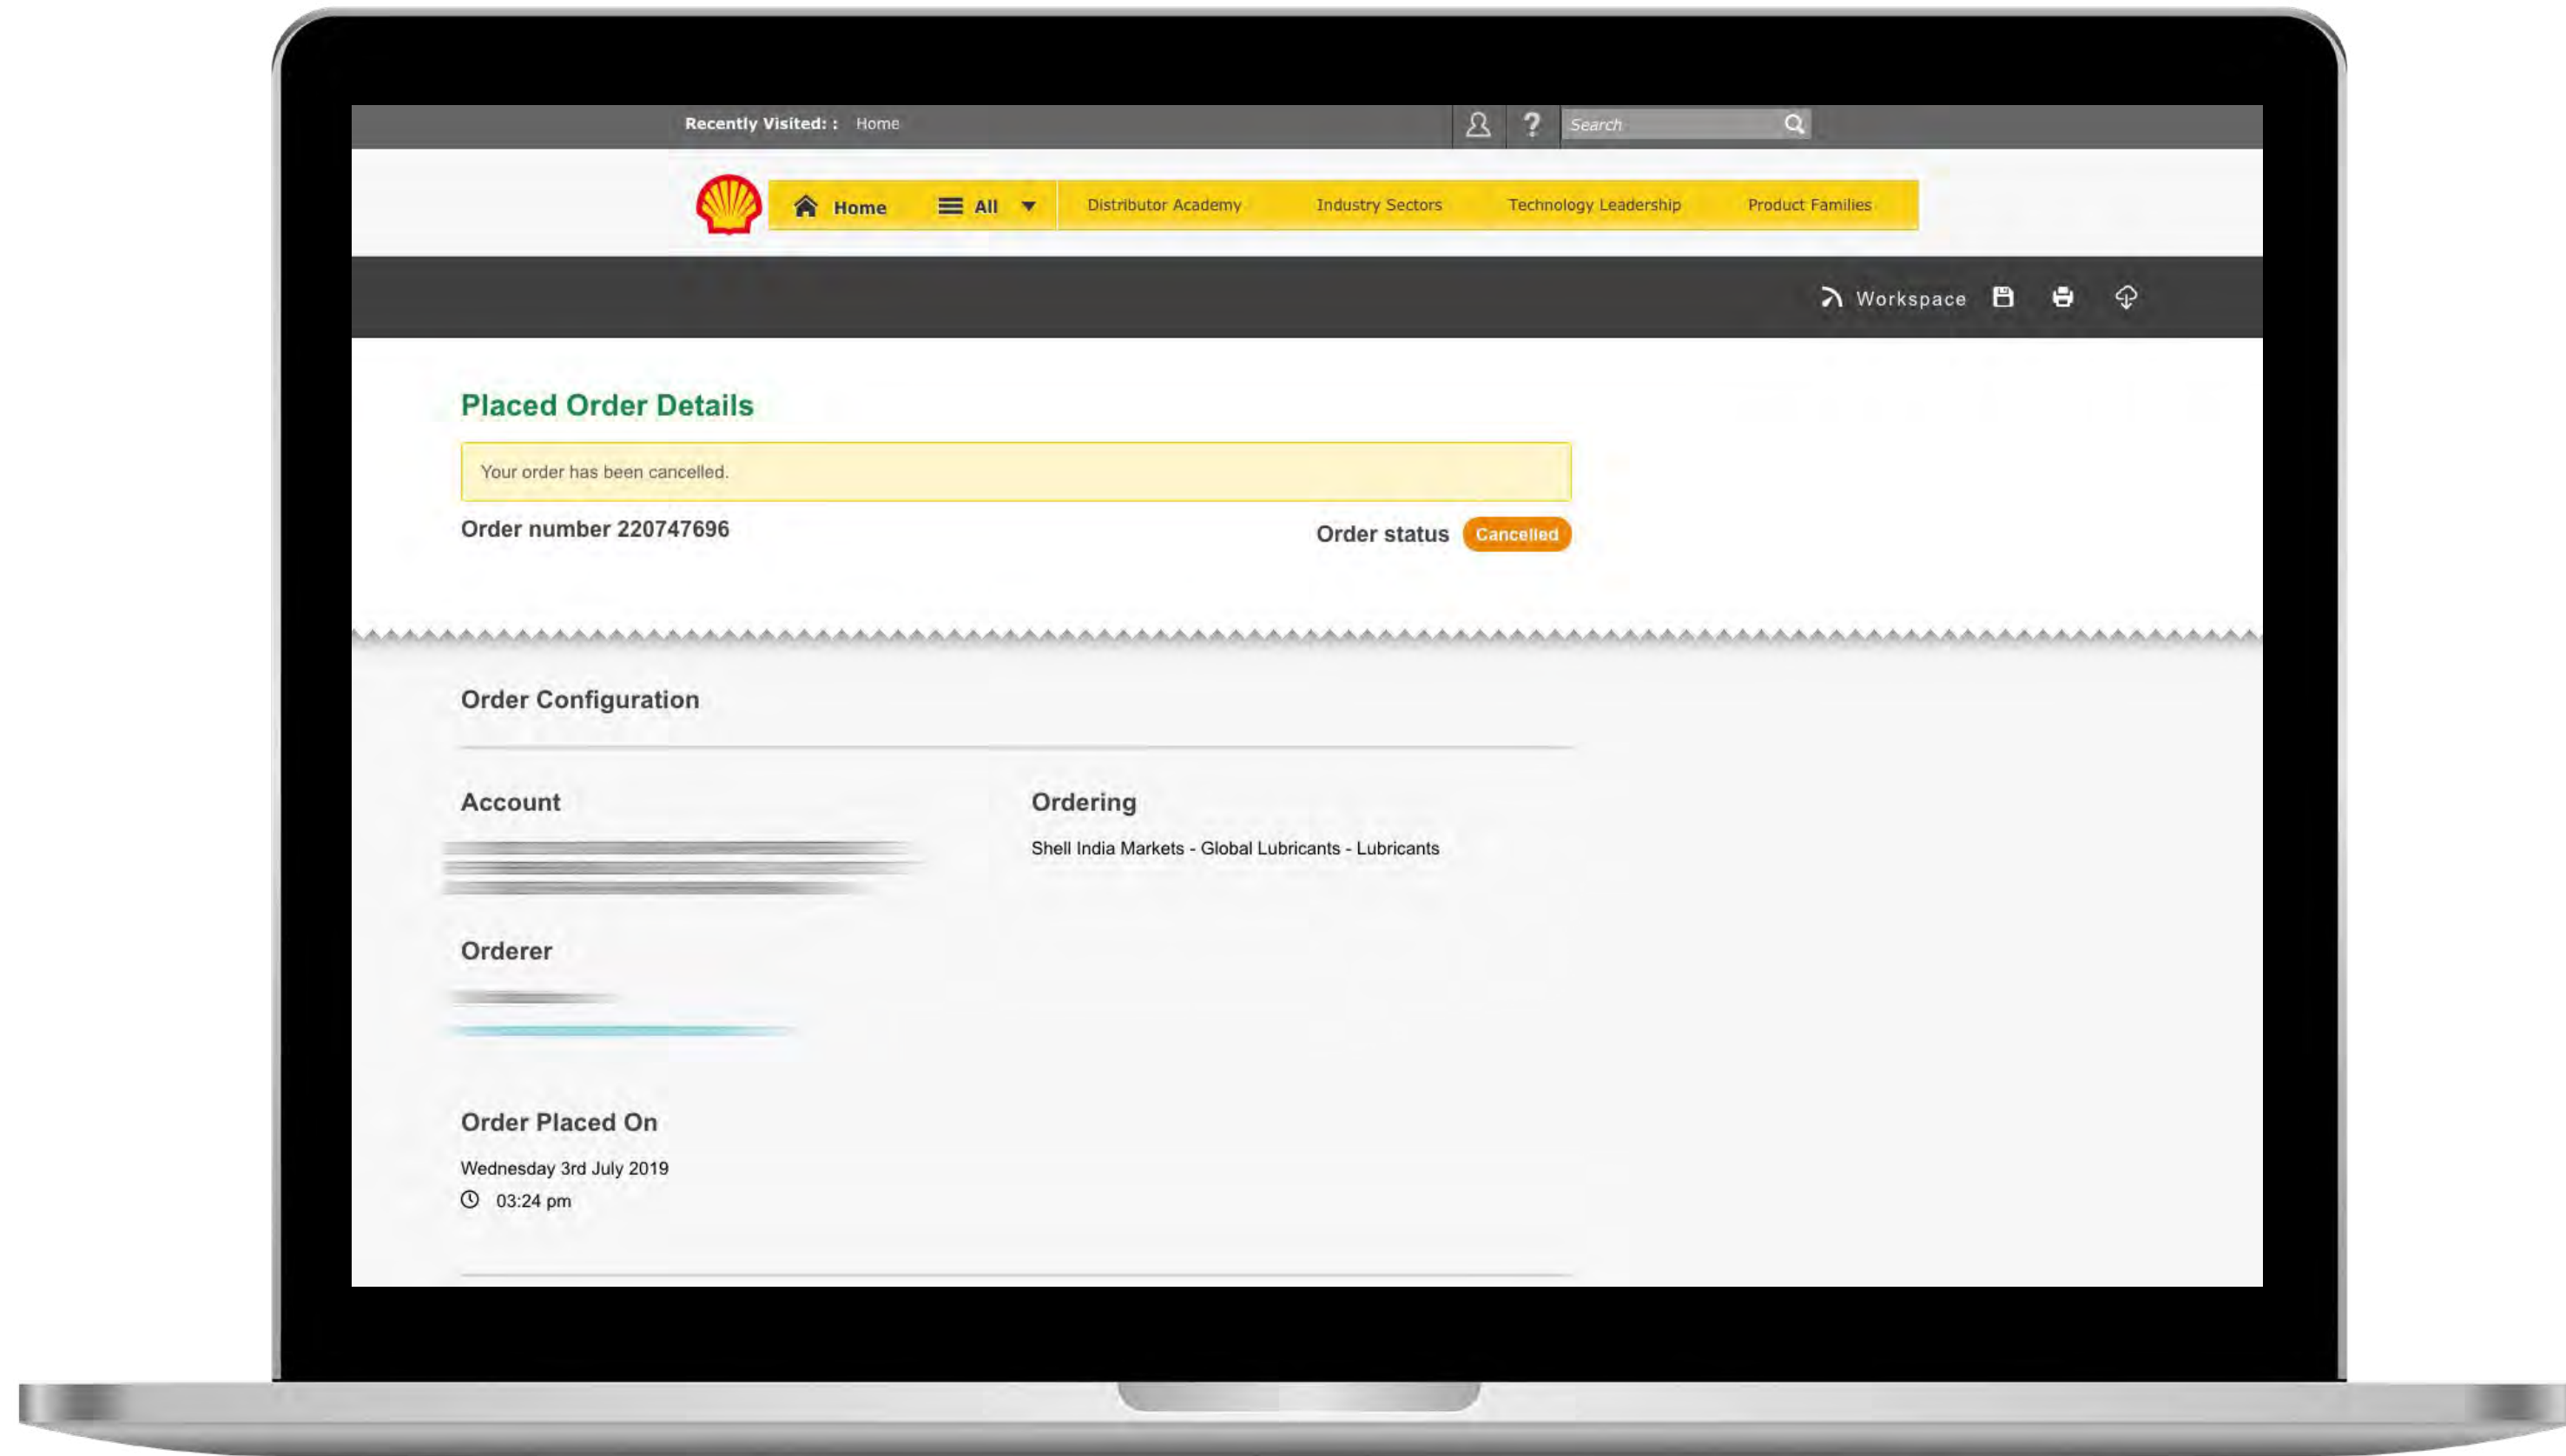 Recently Visited: : Home
? Search
Home All Distributor Academy Industry Sectors Technology Leadership Product Families
Workspace
Placed Order Details
Your order has been cancelled.
Order number 220747696
Order status Cancelled
Order Configuration
Account
Ordering
Shell India Markets - Global Lubricants - Lubricants
Orderer
Order Placed On
Wednesday 3rd July 2019
03:24 pm